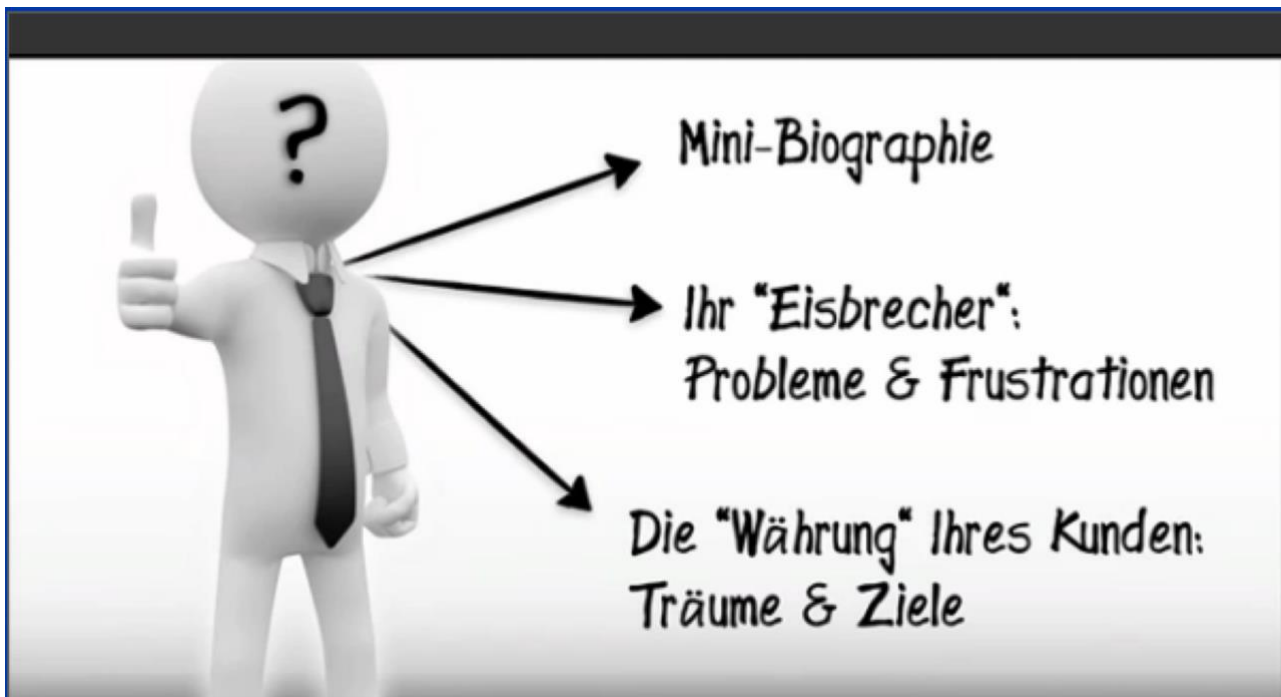 ?
Mini-Biographie
Ihr "Eisbrecher":
Probleme & Frustrationen
Die "Währung" Ihres Kunden:
Träume & Ziele